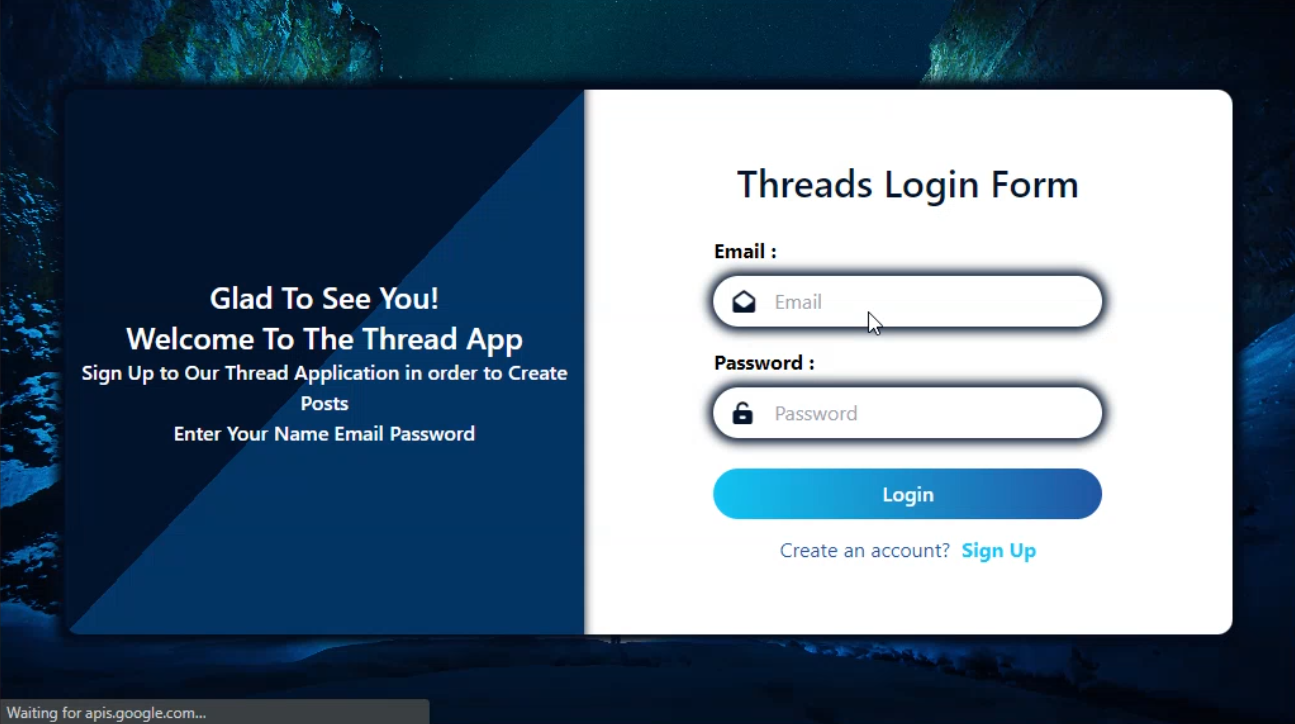 Glad To See You!
Welcome To The Thread App
Sign Up to Our Thread Application in order to Create
Posts
Enter Your Name Email Password
Threads Login Form
Email :
Email
Password :
Password
Login
Create an account? Sign Up
Waiting for apis.google.com...